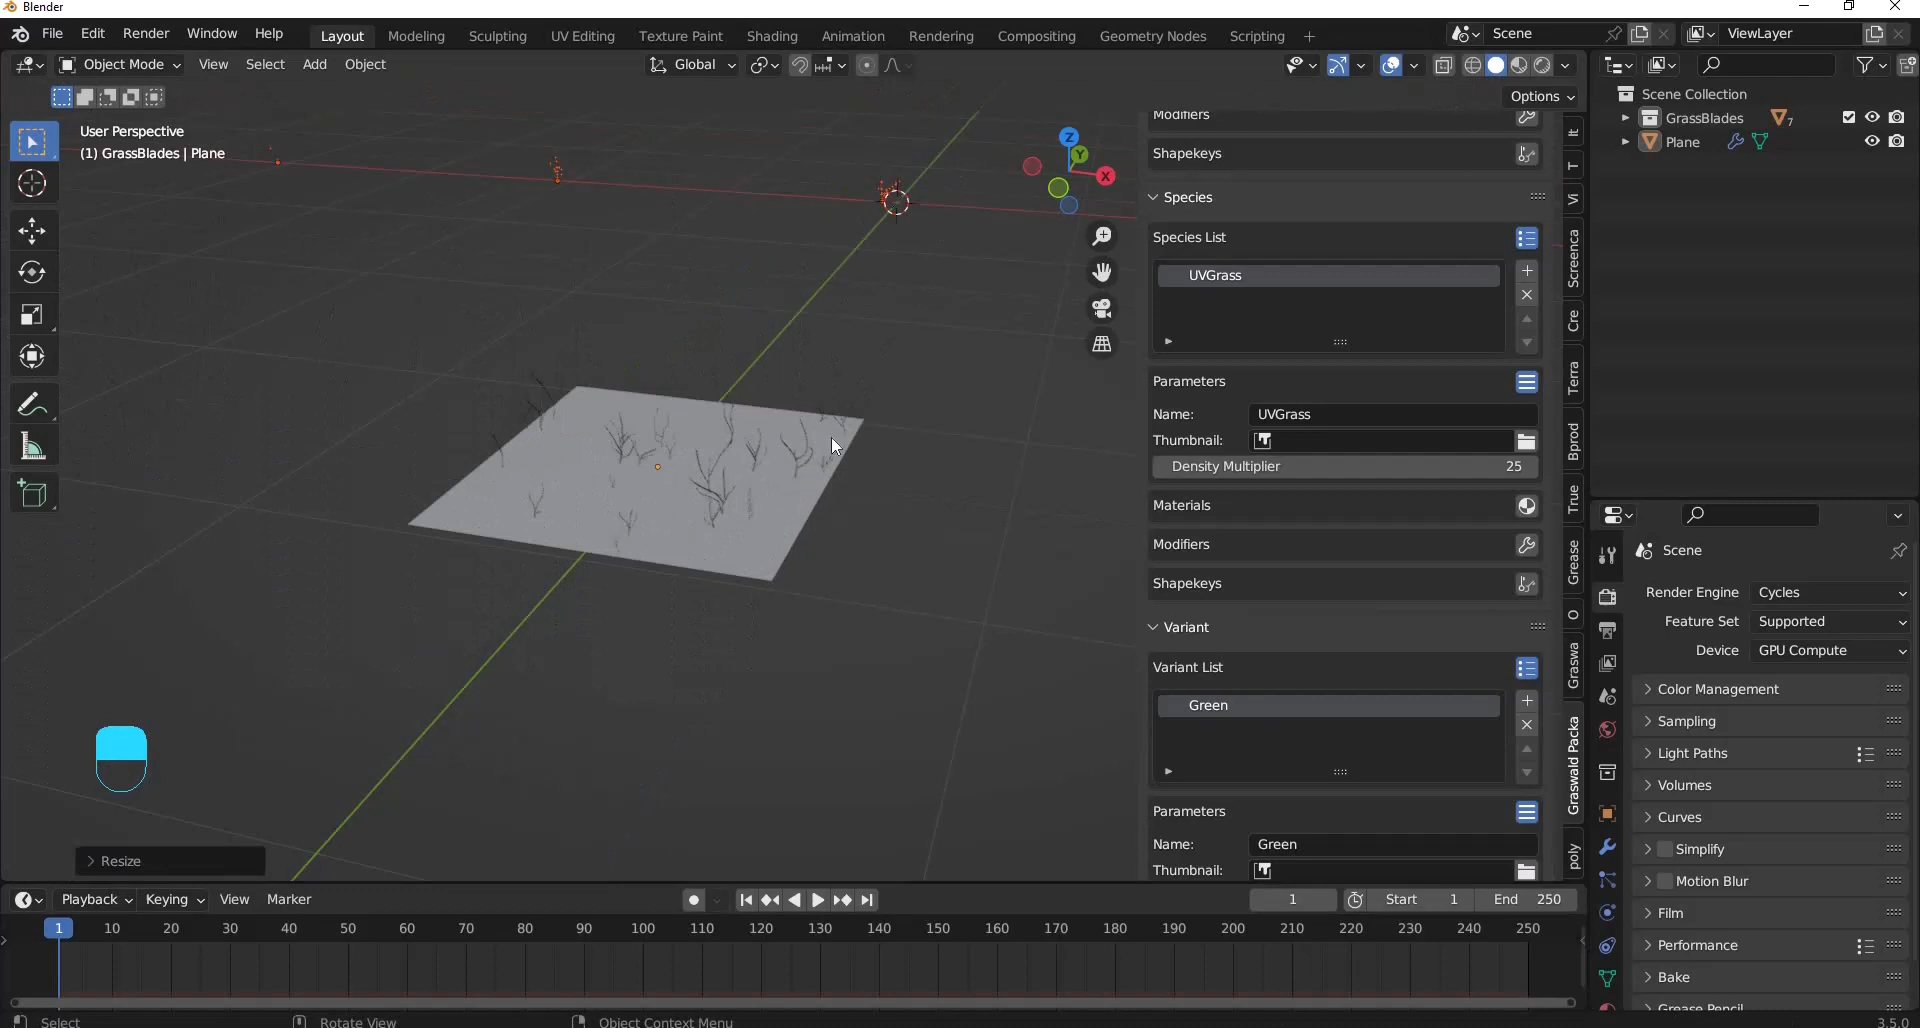 Blender
File Edit Render Window Help Layout Modeling Sculpting UV Editing Texture Paint Shading Animation Rendering Compositing Geometry Nodes Scripting + Scene ViewLayer
Object Mode View Select Add Object Global
Options
User Perspective
(1) GrassBlades | Plane
Z
Y
X
Resize
Modifiers
Shapekeys
Species
Species List
UVGrass
Parameters
Name: UVGrass
Thumbnail:
Density Multiplier 25
Materials
Modifiers
Shapekeys
Variant
Variant List
Green
Parameters
Name: Green
Thumbnail:
It
T
Vi
Screenca
Cre
Terra
Bprod
True
Grease
O
Graswa
Graswald Packa
poly
Scene Collection
GrassBlades 7
Plane
Scene
Render Engine Cycles
Feature Set Supported
Device GPU Compute
Color Management
Sampling
Light Paths
Volumes
Curves
Simplify
Motion Blur
Film
Performance
Bake
Grease Pencil
Playback Keying View Marker 1 Start 1 End 250
1 10 20 30 40 50 60 70 80 90 100 110 120 130 140 150 160 170 180 190 200 210 220 230 240 250
Select Rotate View Object Context Menu 3.5.0